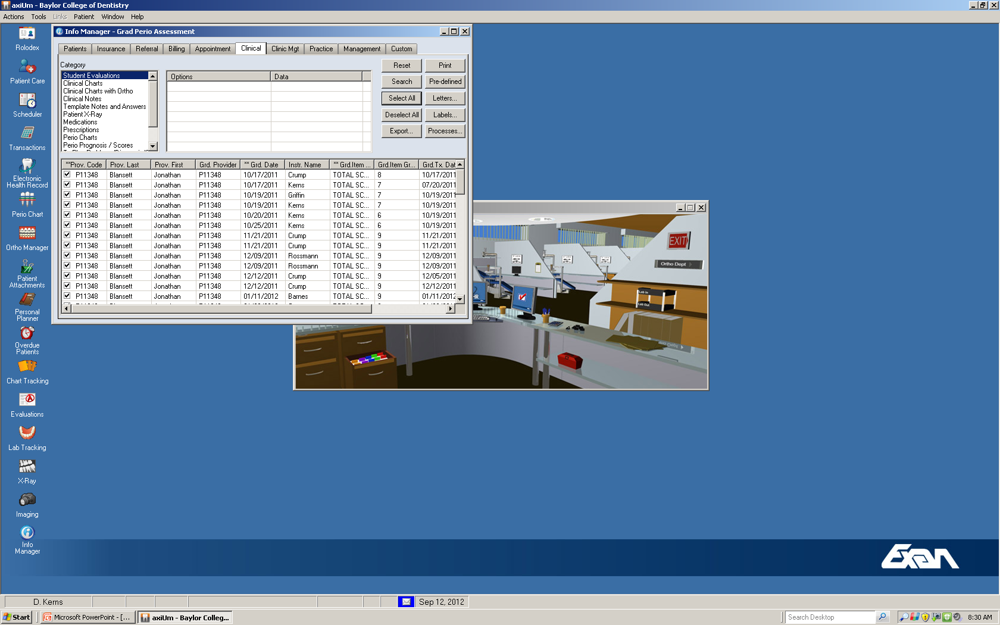 axiUm - Baylor College of Dentistry
Actions Tools Links Patient Window Help
Rolodex
Patient Care
Scheduler
Transactions
Electronic
Health Record
Perio Chart
Ortho Manager
Patient
Attachments
Personal
Planner
Overdue
Patients
Chart Tracking
Evaluations
Lab Tracking
X-Ray
Imaging
Info
Manager
Info Manager - Grad Perio Assessment
Patients Insurance Referral Billing Appointment Clinical Clinic Mgt Practice Management Custom
Category
Student Evaluations
Clinical Charts
Clinical Charts with Ortho
Clinical Notes
Template Notes and Answers
Patient X-Ray
Medications
Prescriptions
Perio Charts
Perio Prognosis / Scores
Options Data
Reset Print
Search Pre-defined
Select All Letters...
Deselect All Labels...
Export... Processes...
**Prov. Code Prov. Last Prov. First Grd. Provider ** Grd. Date Instr. Name ** Grd.Item ... Grd.Item Gr... Grd.Tx. Dat
P11348 Blansett Jonathan P11348 10/17/2011 Crump TOTAL SC... 8 10/17/2011
P11348 Blansett Jonathan P11348 10/17/2011 Kerns TOTAL SC... 7 07/20/2011
P11348 Blansett Jonathan P11348 10/19/2011 Griffin TOTAL SC... 7 10/19/2011
P11348 Blansett Jonathan P11348 10/19/2011 Kerns TOTAL SC... 7 10/19/2011
P11348 Blansett Jonathan P11348 10/20/2011 Kerns TOTAL SC... 6 10/19/2011
P11348 Blansett Jonathan P11348 10/25/2011 Kerns TOTAL SC... 6 10/19/2011
P11348 Blansett Jonathan P11348 11/21/2011 Crump TOTAL SC... 9 11/21/2011
P11348 Blansett Jonathan P11348 11/21/2011 Crump TOTAL SC... 9 11/21/2011
P11348 Blansett Jonathan P11348 12/09/2011 Rossmann TOTAL SC... 9 12/09/2011
P11348 Blansett Jonathan P11348 12/09/2011 Rossmann TOTAL SC... 9 12/09/2011
P11348 Blansett Jonathan P11348 12/12/2011 Crump TOTAL SC... 9 12/05/2011
P11348 Blansett Jonathan P11348 12/12/2011 Crump TOTAL SC... 9 12/12/2011
P11348 Blansett Jonathan P11348 01/11/2012 Barnes TOTAL SC... 9 01/11/2012
EXIT
Ortho Dept
Lab In
Lab Out
HR
Exan
D. Kerns Sep 12, 2012
Start Microsoft PowerPoint - [... axiUm - Baylor Colleg... Search Desktop 8:30 AM